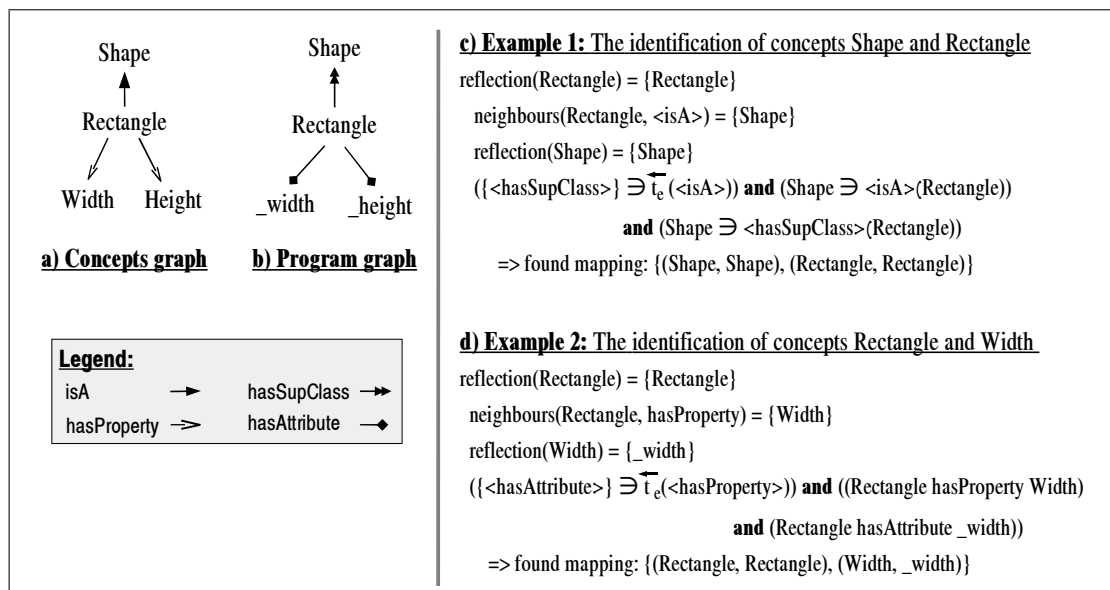 Shape
Rectangle
Width Height
a) Concepts graph
Shape
Rectangle
_width _height
b) Program graph
Legend:
isA hasSupClass
hasProperty hasAttribute
c) Example 1: The identification of concepts Shape and Rectangle
reflection(Rectangle) = {Rectangle}
neighbours(Rectangle, <isA>) = {Shape}
reflection(Shape) = {Shape}
({<hasSupClass>} ∋ t⃖ₑ (<isA>)) and (Shape ∋ <isA>(Rectangle))
and (Shape ∋ <hasSupClass>(Rectangle))
=> found mapping: {(Shape, Shape), (Rectangle, Rectangle)}
d) Example 2: The identification of concepts Rectangle and Width
reflection(Rectangle) = {Rectangle}
neighbours(Rectangle, hasProperty) = {Width}
reflection(Width) = {_width}
({<hasAttribute>} ∋ t⃖ₑ(<hasProperty>)) and ((Rectangle hasProperty Width)
and (Rectangle hasAttribute _width))
=> found mapping: {(Rectangle, Rectangle), (Width, _width)}